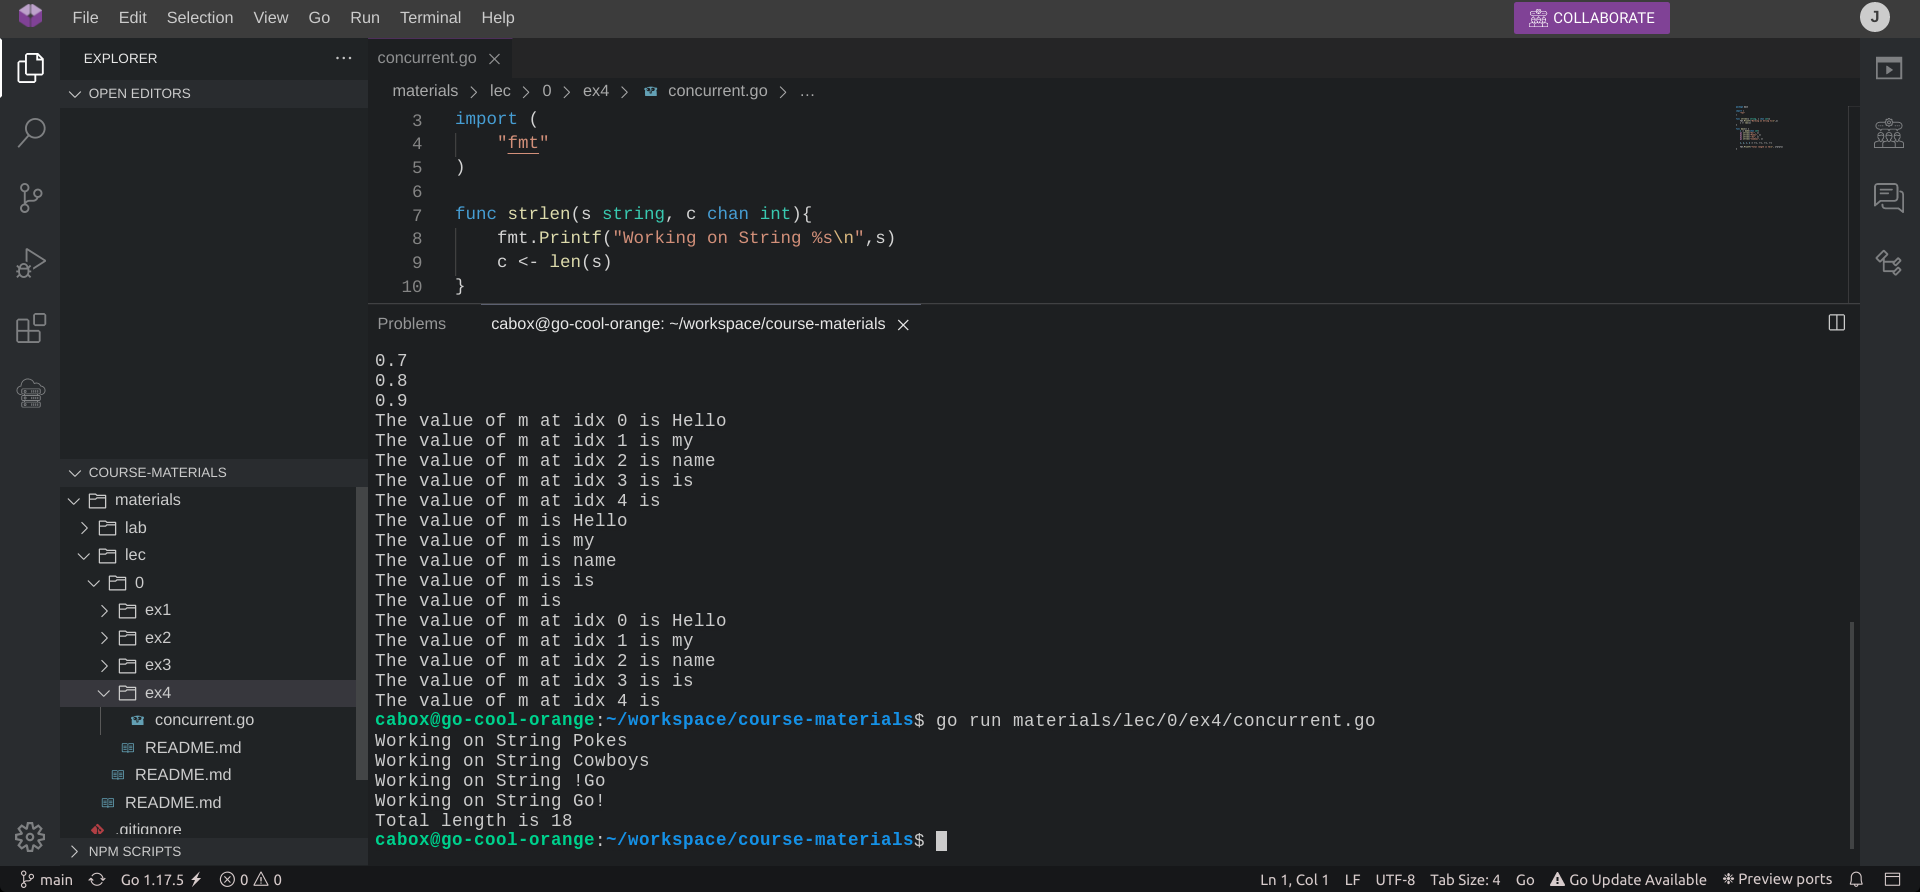 File Edit Selection View Go Run Terminal Help
COLLABORATE
J
EXPLORER
OPEN EDITORS
COURSE-MATERIALS
materials
lab
lec
0
ex1
ex2
ex3
ex4
concurrent.go
README.md
README.md
README.md
.gitignore
NPM SCRIPTS
concurrent.go
materials > lec > 0 > ex4 > concurrent.go > ...
3 import (
4 "fmt"
5 )
6
7 func strlen(s string, c chan int){
8 fmt.Printf("Working on String %s\n",s)
9 c <- len(s)
10 }
Problems cabox@go-cool-orange: ~/workspace/course-materials
0.7
0.8
0.9
The value of m at idx 0 is Hello
The value of m at idx 1 is my
The value of m at idx 2 is name
The value of m at idx 3 is is
The value of m at idx 4 is
The value of m is Hello
The value of m is my
The value of m is name
The value of m is is
The value of m is
The value of m at idx 0 is Hello
The value of m at idx 1 is my
The value of m at idx 2 is name
The value of m at idx 3 is is
The value of m at idx 4 is
cabox@go-cool-orange:~/workspace/course-materials$ go run materials/lec/0/ex4/concurrent.go
Working on String Pokes
Working on String Cowboys
Working on String !Go
Working on String Go!
Total length is 18
cabox@go-cool-orange:~/workspace/course-materials$
main Go 1.17.5 0 0 Ln 1, Col 1 LF UTF-8 Tab Size: 4 Go Go Update Available Preview ports